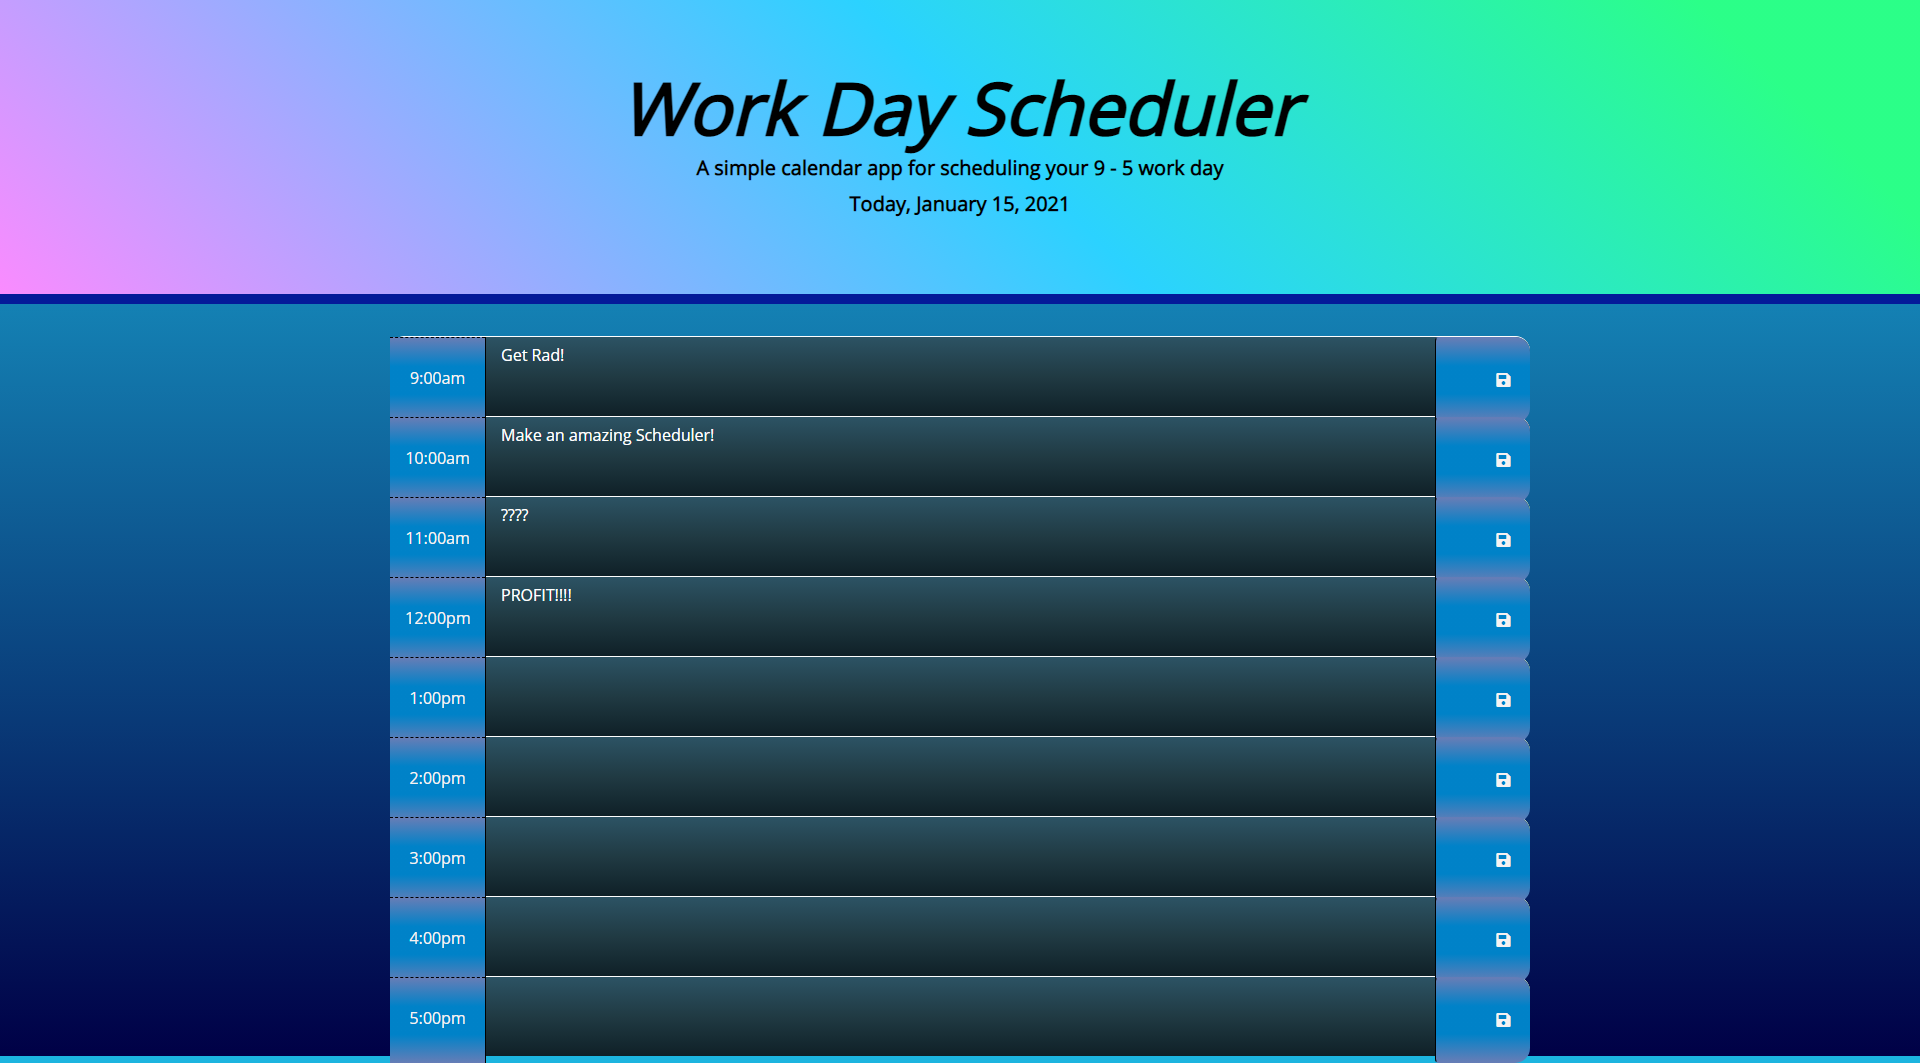 Work Day Scheduler
A simple calendar app for scheduling your 9 - 5 work day
Today, January 15, 2021
9:00am Get Rad!
10:00am Make an amazing Scheduler!
11:00am ????
12:00pm PROFIT!!!!
1:00pm
2:00pm
3:00pm
4:00pm
5:00pm